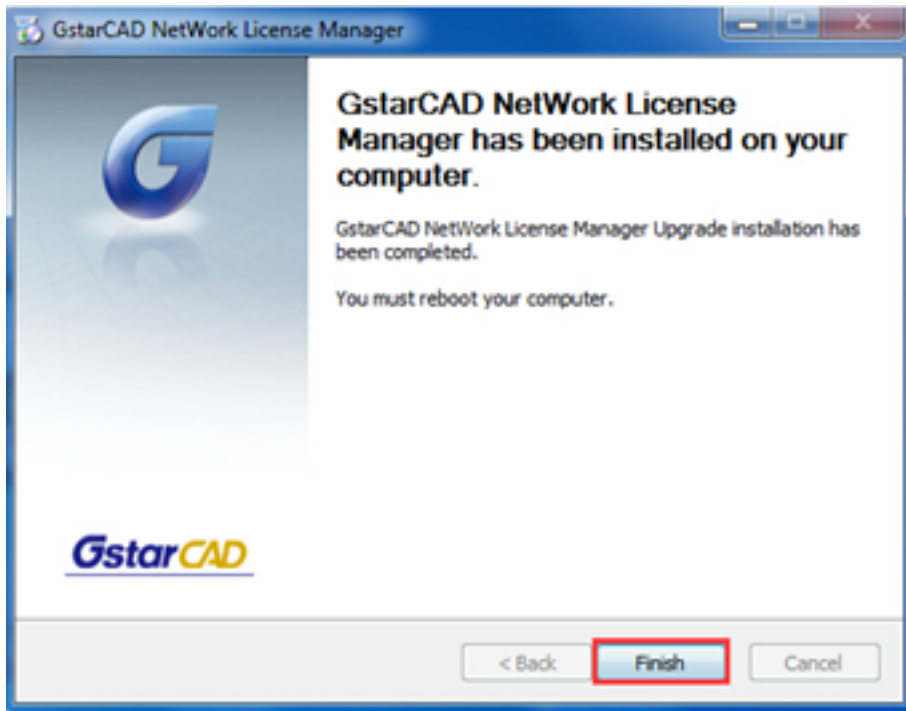 GstarCAD NetWork License Manager
GstarCAD NetWork License
Manager has been installed on your
computer.
GstarCAD NetWork License Manager Upgrade installation has
been completed.
You must reboot your computer.
GstarCAD
< Back
Finish
Cancel